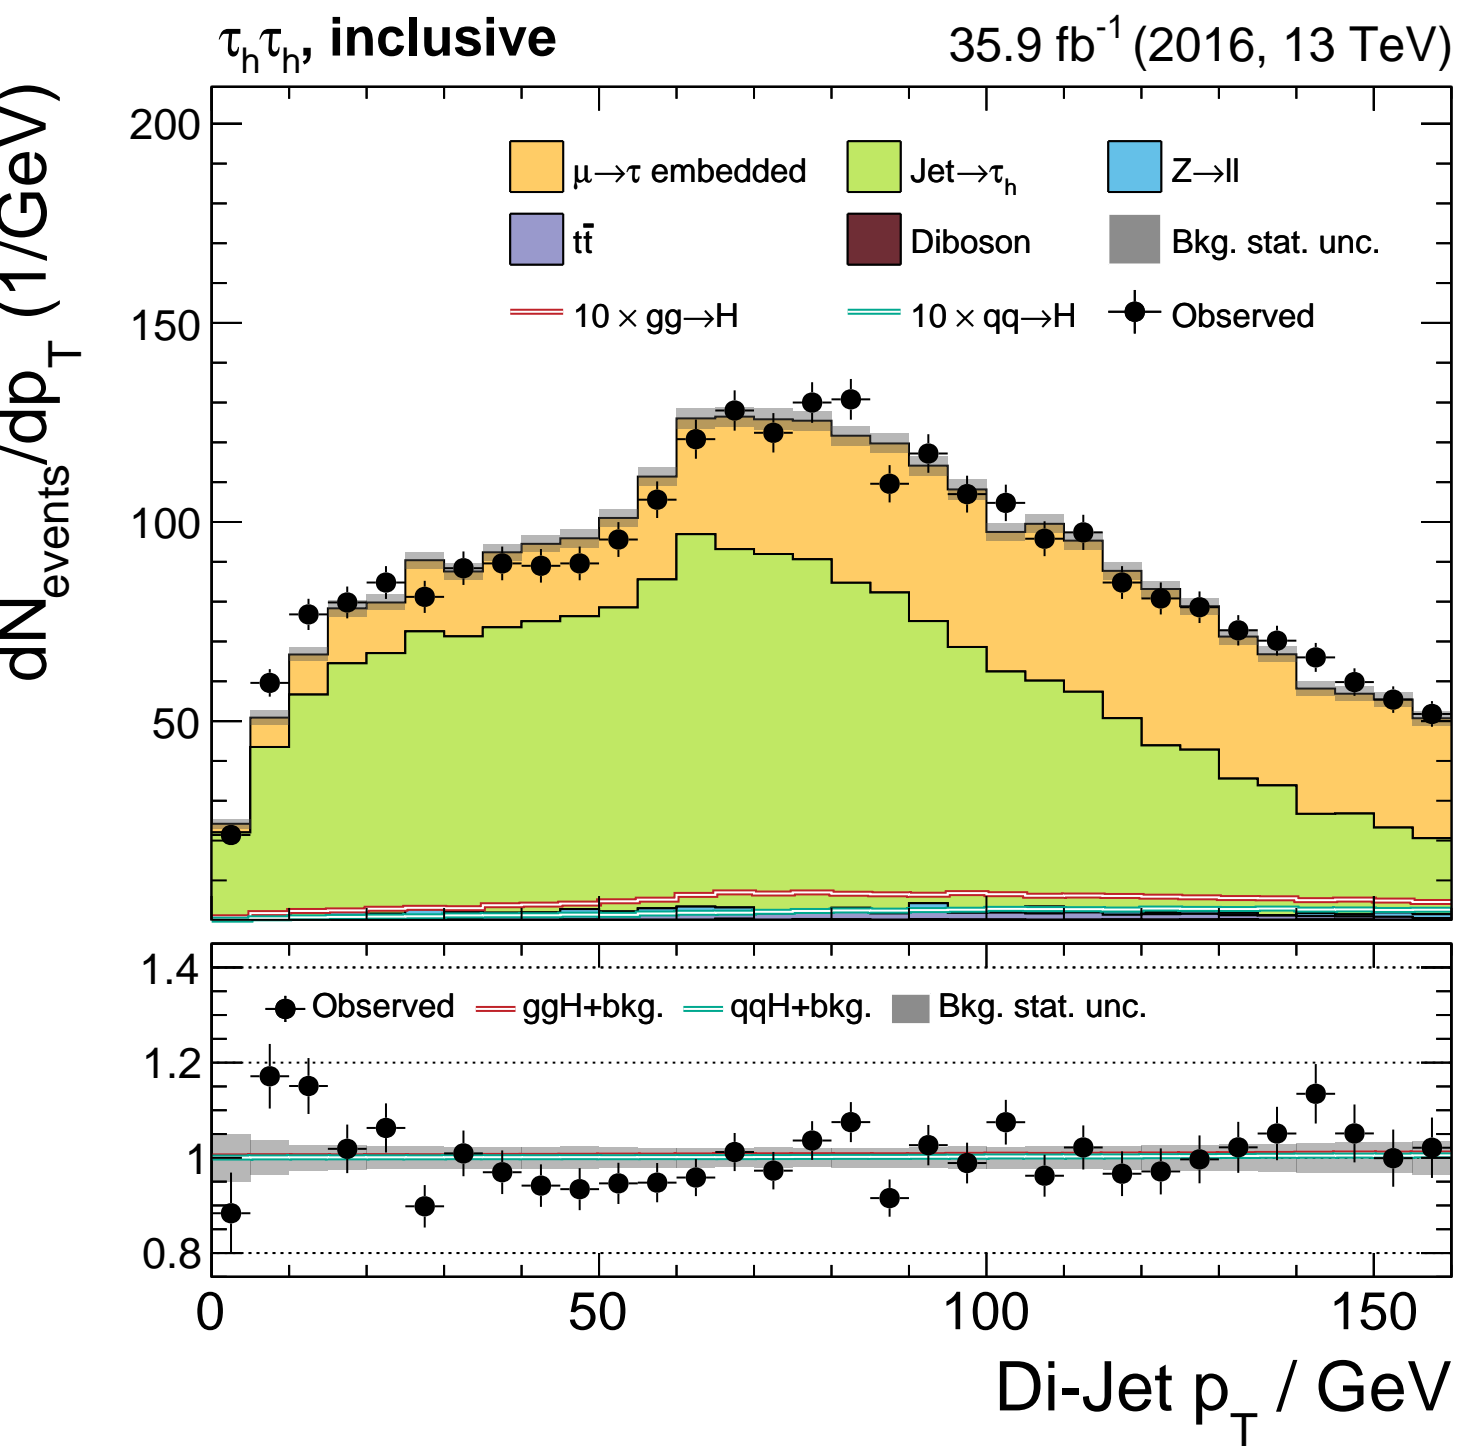 τhτh, inclusive
35.9 fb-1 (2016, 13 TeV)
dNevents/dpT (1/GeV)
200
150
100
50
μ→τ embedded
Jet→τh
Z→ll
tt̄
Diboson
Bkg. stat. unc.
10 × gg→H
10 × qq→H
Observed
1.4
1.2
1
0.8
Observed
ggH+bkg.
qqH+bkg.
Bkg. stat. unc.
0
50
100
150
Di-Jet pT / GeV